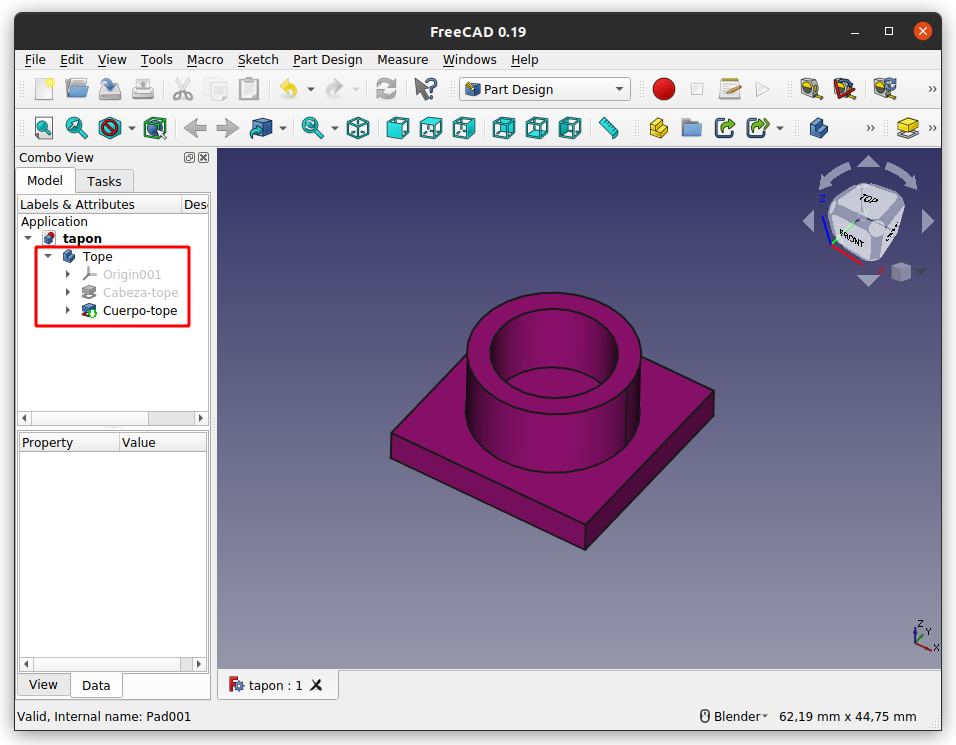 FreeCAD 0.19
File Edit View Tools Macro Sketch Part Design Measure Windows Help
Part Design
Combo View
Model Tasks
Labels & Attributes Des
Application
tapon
Tope
Origin001
Cabeza-tope
Cuerpo-tope
Property Value
View Data
TOP
FRONT
Z
Z
Y
X
tapon : 1
Valid, Internal name: Pad001
Blender
62,19 mm x 44,75 mm